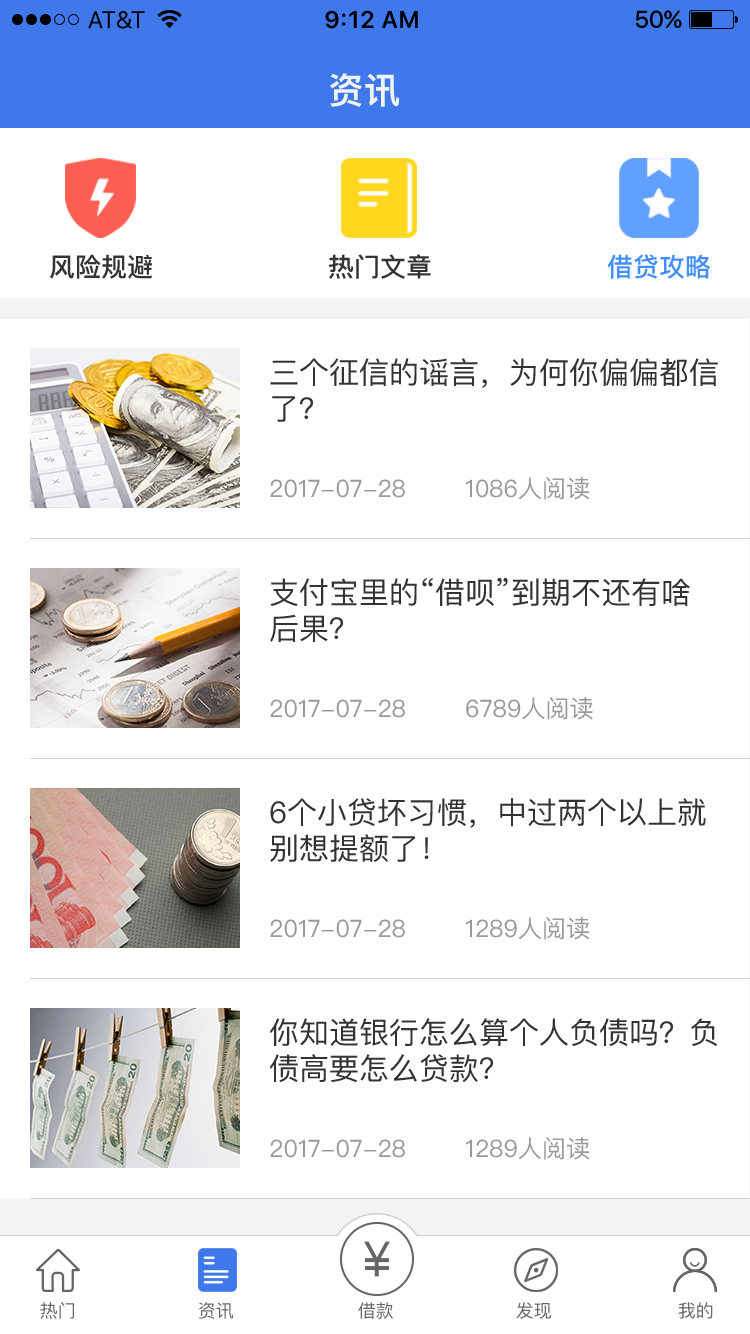 AT&T 9:12 AM 50%
资讯
风险规避 热门文章 借贷攻略
三个征信的谣言，为何你偏偏都信
了？
2017-07-28 1086人阅读
支付宝里的“借呗”到期不还有啥
后果？
2017-07-28 6789人阅读
6个小贷坏习惯，中过两个以上就
别想提额了！
2017-07-28 1289人阅读
你知道银行怎么算个人负债吗？负
债高要怎么贷款？
2017-07-28 1289人阅读
¥
热门 资讯 借款 发现 我的